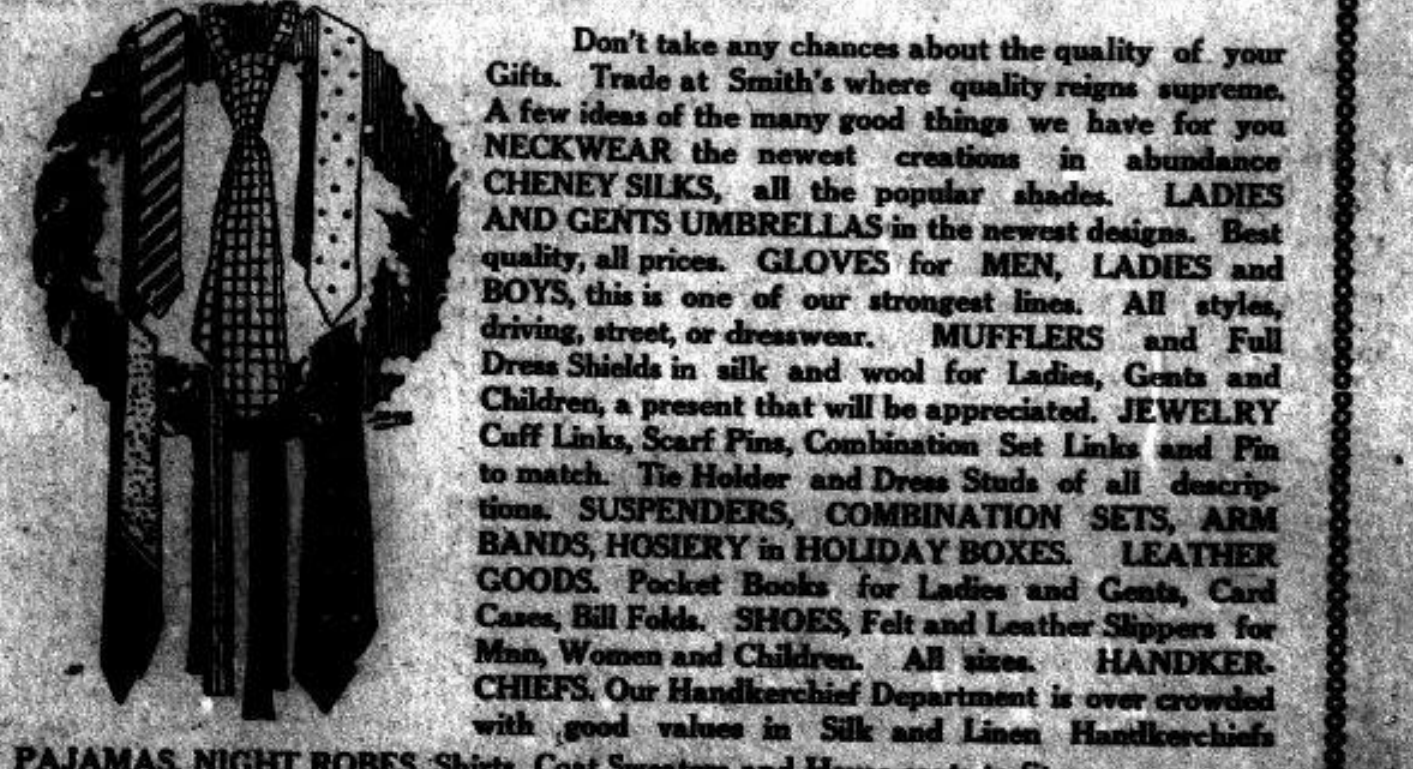 Don't take any chances about the quality of your
Gifts. Trade at Smith's where quality reigns supreme.
A few ideas of the many good things we have for you
NECKWEAR the newest creations in abundance
CHENEY SILKS, all the popular shades. LADIES
AND GENTS UMBRELLAS in the newest designs. Best
quality, all prices. GLOVES for MEN, LADIES and
BOYS, this is one of our strongest lines. All styles,
driving, street, or dresswear. MUFFLERS and Full
Dress Shields in silk and wool for Ladies, Gents and
Children, a present that will be appreciated. JEWELRY
Cuff Links, Scarf Pins, Combination Set Links and Pin
to match. Tie Holder and Dress Studs of all descrip-
tions. SUSPENDERS, COMBINATION SETS, ARM
BANDS, HOSIERY in HOLIDAY BOXES. LEATHER
GOODS. Pocket Books for Ladies and Gents, Card
Cases, Bill Folds. SHOES, Felt and Leather Slippers for
Mnn, Women and Children. All sizes. HANDKER-
CHIEFS. Our Handkerchief Department is over crowded
with good values in Silk and Linen Handkerchiefs
PAJAMAS, NIGHT ROBES, Shirts, Coat Sweaters and